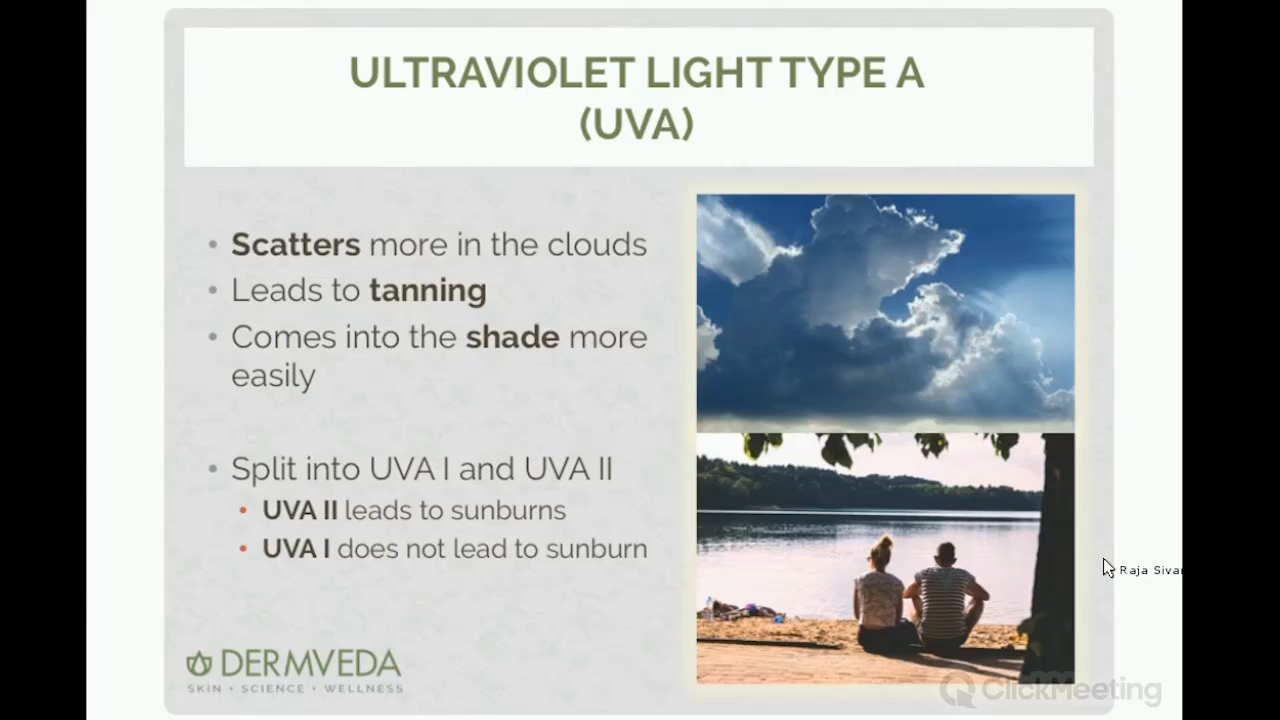 ULTRAVIOLET LIGHT TYPE A
(UVA)
• Scatters more in the clouds
• Leads to tanning
• Comes into the shade more
easily
• Split into UVA I and UVA II
• UVA II leads to sunburns
• UVA I does not lead to sunburn
Raja Sivar
DERMVEDA
SKIN • SCIENCE • WELLNESS
ClickMeeting